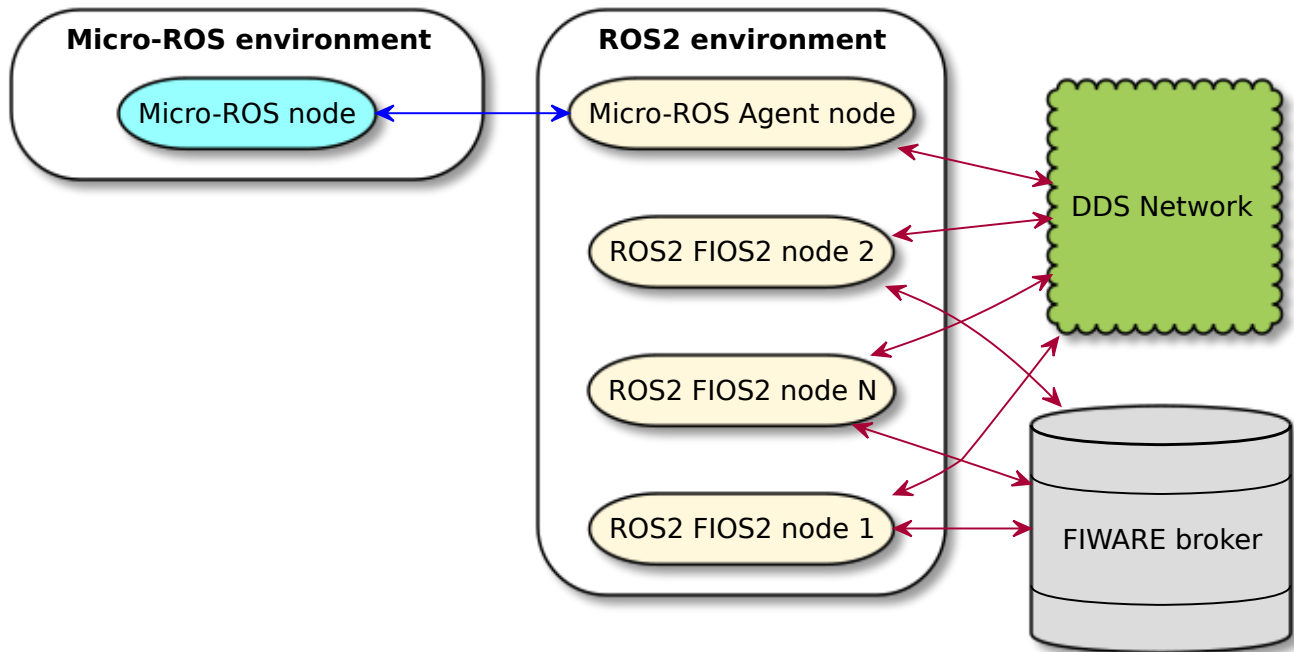 Micro-ROS environment
Micro-ROS node
ROS2 environment
Micro-ROS Agent node
ROS2 FIOS2 node 2
ROS2 FIOS2 node N
ROS2 FIOS2 node 1
DDS Network
FIWARE broker